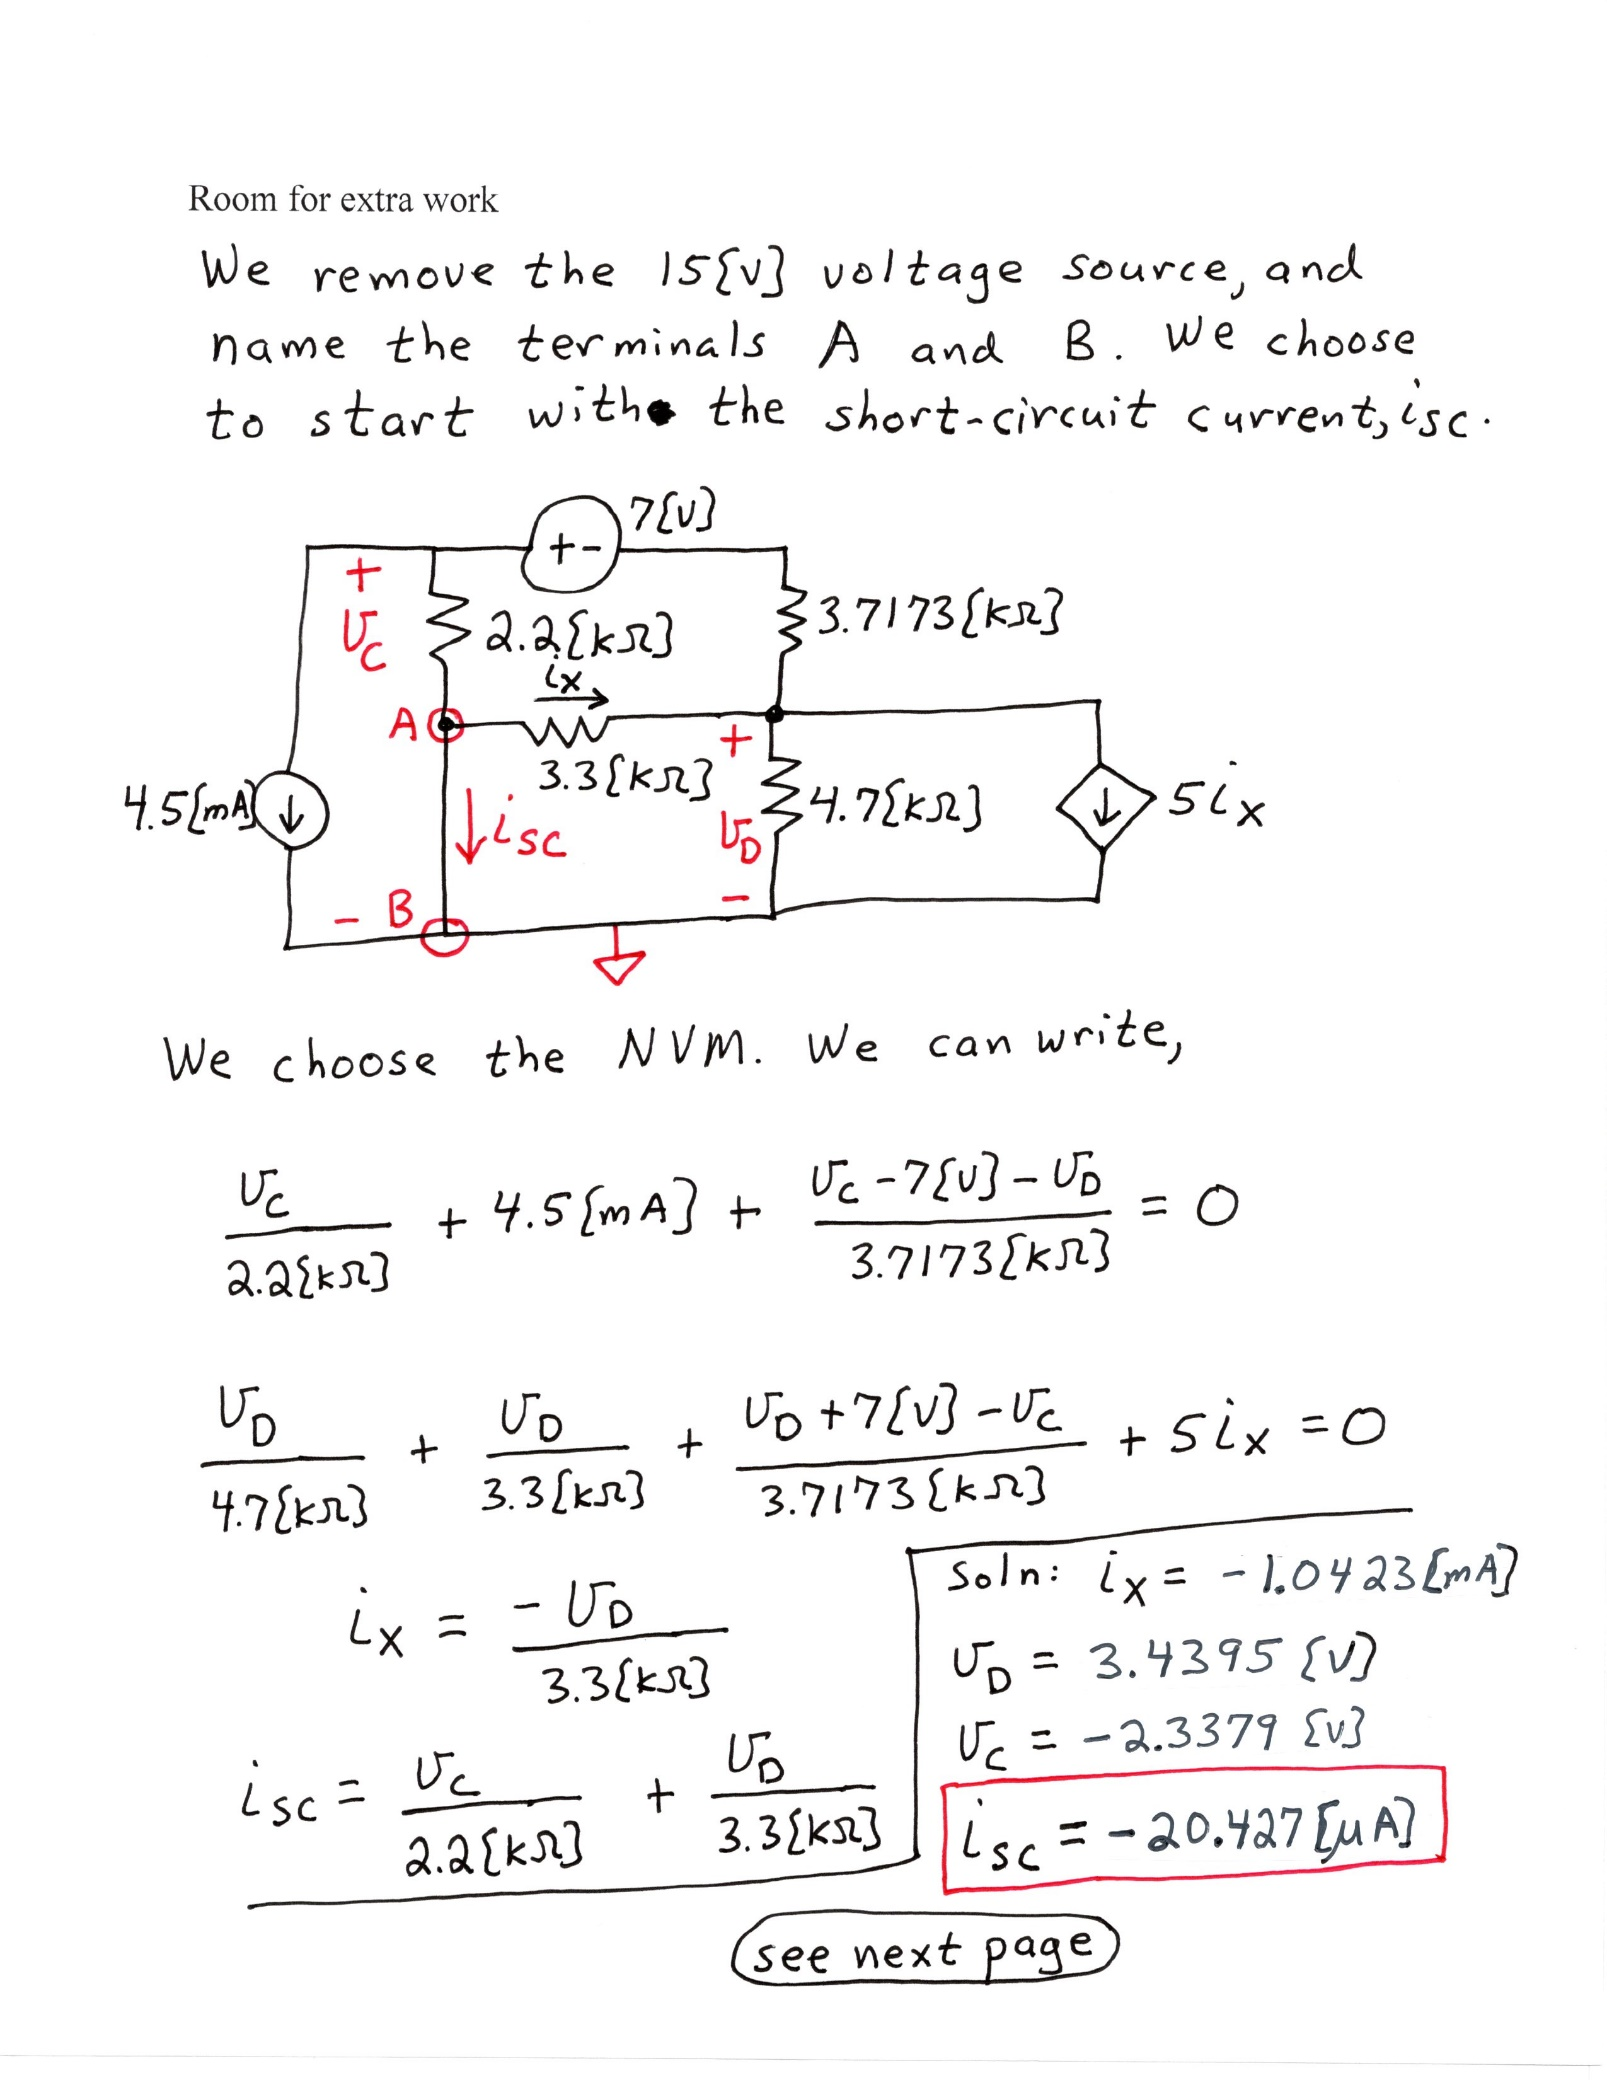 Room for extra work
We remove the 15[V] voltage source, and
name the terminals A and B. We choose
to start with the short-circuit current, isc.
7[V]
+ -
+
vC
2.2[kΩ]
3.7173[kΩ]
iX
A
+
3.3[kΩ]
4.5[mA]
isc
vD
4.7[kΩ]
5iX
- B
-
We choose the NVM. We can write,
vC / 2.2[kΩ] + 4.5[mA] + (vC - 7[V] - vD) / 3.7173[kΩ] = 0
vD / 4.7[kΩ] + vD / 3.3[kΩ] + (vD + 7[V] - vC) / 3.7173[kΩ] + 5iX = 0
iX = -vD / 3.3[kΩ]
isc = vC / 2.2[kΩ] + vD / 3.3[kΩ]
Soln: iX = -1.0423[mA]
vD = 3.4395 [V]
vC = -2.3379 [V]
isc = -20.427[μA]
see next page